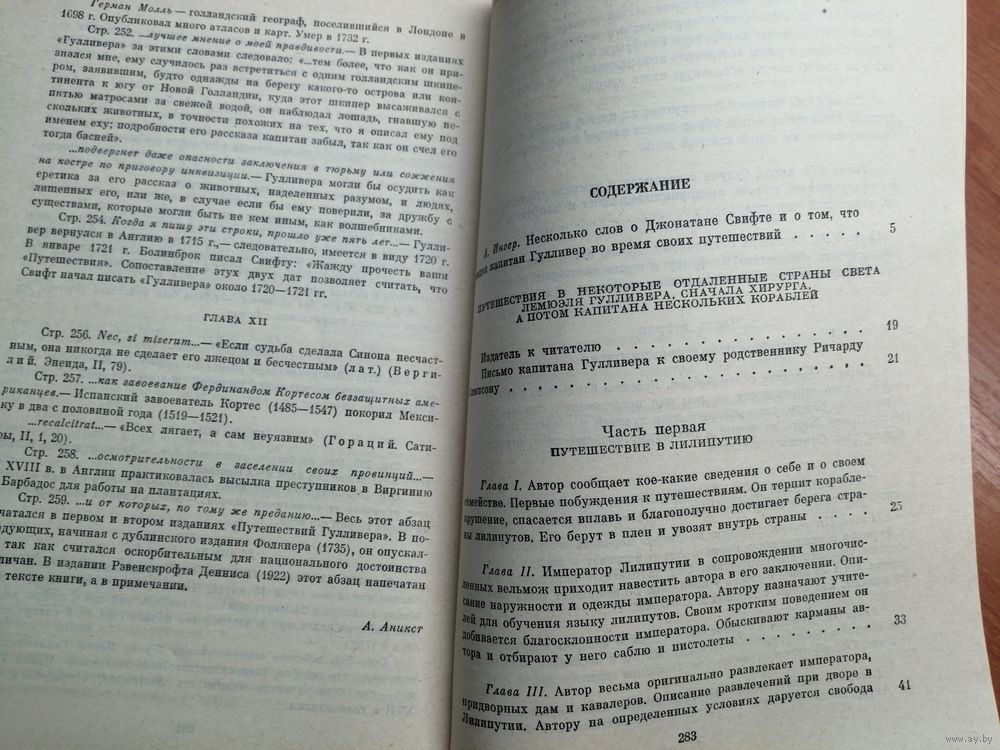 Герман Молль — голландский географ, поселившийся в Лондоне в
1698 г. Опубликовал много атласов и карт. Умер в 1732 г.
Стр. 252. ...лучшее мнение о моей правдивости.— В первых изданиях
«Гулливера» за этими словами следовало: «...тем более, что как он при-
знался мне, ему случилось раз встретиться с одним голландским шкипе-
ром, заявившим, будто однажды на берегу какого-то острова или кон-
тинента к югу от Новой Голландии, куда этот шкипер высаживался с
пятью матросами за свежей водой, он наблюдал лошадь, гнавшую не-
скольких животных, в точности похожих на тех, что я описал ему под
именем еху; подробности его рассказа капитан забыл, так как он счел его
тогда басней».
...подвергнет даже опасности заключения в тюрьму или сожжения
на костре по приговору инквизиции.— Гулливера могли бы осудить как
еретика за его рассказ о животных, наделенных разумом, и людях,
лишенных его, или же, в случае если бы ему поверили, за дружбу с
существами, которые могли быть не кем иным, как волшебниками.
Стр. 254. Когда я пишу эти строки, прошло уже пять лет...— Гулли-
вер вернулся в Англию в 1715 г.,— следовательно, имеется в виду 1720 г.
В январе 1721 г. Болинброк писал Свифту: «Жажду прочесть ваши
«Путешествия». Сопоставление этух двух дат позволяет считать, что
Свифт начал писать «Гулливера» около 1720—1721 гг.
ГЛАВА XII
Стр. 256. Nec, si miserum...— «Если судьба сделала Синона несчаст-
ным, она никогда не сделает его лжецом и бесчестным» (лат.) (Верги-
лий. Энеида, II, 79).
Стр. 257. ...как завоевание Фердинандом Кортесом беззащитных аме-
риканцев.— Испанский завоеватель Кортес (1485—1547) покорил Мекси-
ку в два с половиной года (1519—1521).
...recalcitrat...— «Всех лягает, а сам неуязвим» (Гораций. Сати-
ры, II, 1, 20).
Стр. 258. ...осмотрительности в заселении своих провинций...—
XVIII в. в Англии практиковалась высылка преступников в Виргинию
Барбадос для работы на плантациях.
Стр. 259. ...и от которых, по тому же преданию...— Весь этот абзац
чатался в первом и втором изданиях «Путешествий Гулливера». В по-
едующих, начиная с дублинского издания Фолкнера (1735), он опускал-
так как считался оскорбительным для национального достоинства
личан. В издании Рэвенскрофта Денниса (1922) этот абзац напечатан
тексте книги, а в примечании.
А. Аникст
СОДЕРЖАНИЕ
А. Ингер. Несколько слов о Джонатане Свифте и о том, что
капитан Гулливер во время своих путешествий . . . . . 5
ПУТЕШЕСТВИЯ В НЕКОТОРЫЕ ОТДАЛЕННЫЕ СТРАНЫ СВЕТА
ЛЕМЮЭЛЯ ГУЛЛИВЕРА, СНАЧАЛА ХИРУРГА,
А ПОТОМ КАПИТАНА НЕСКОЛЬКИХ КОРАБЛЕЙ
Издатель к читателю . . . . . . . . . . . . 19
Письмо капитана Гулливера к своему родственнику Ричарду
Симпсону . . . . . . . . . . . . . . . . 21
Часть первая
ПУТЕШЕСТВИЕ В ЛИЛИПУТИЮ
Глава I. Автор сообщает кое-какие сведения о себе и о своем
семействе. Первые побуждения к путешествиям. Он терпит корабле-
крушение, спасается вплавь и благополучно достигает берега стра-
ны лилипутов. Его берут в плен и увозят внутрь страны . . . . 25
Глава II. Император Лилипутии в сопровождении многочис-
ленных вельмож приходит навестить автора в его заключении. Опи-
сание наружности и одежды императора. Автору назначают учите-
лей для обучения языку лилипутов. Своим кротким поведением он
добивается благосклонности императора. Обыскивают карманы ав-
тора и отбирают у него саблю и пистолеты . . . . . . . . 33
Глава III. Автор весьма оригинально развлекает императора,
придворных дам и кавалеров. Описание развлечений при дворе в
Лилипутии. Автору на определенных условиях даруется свобода 41
283
www.ay.by